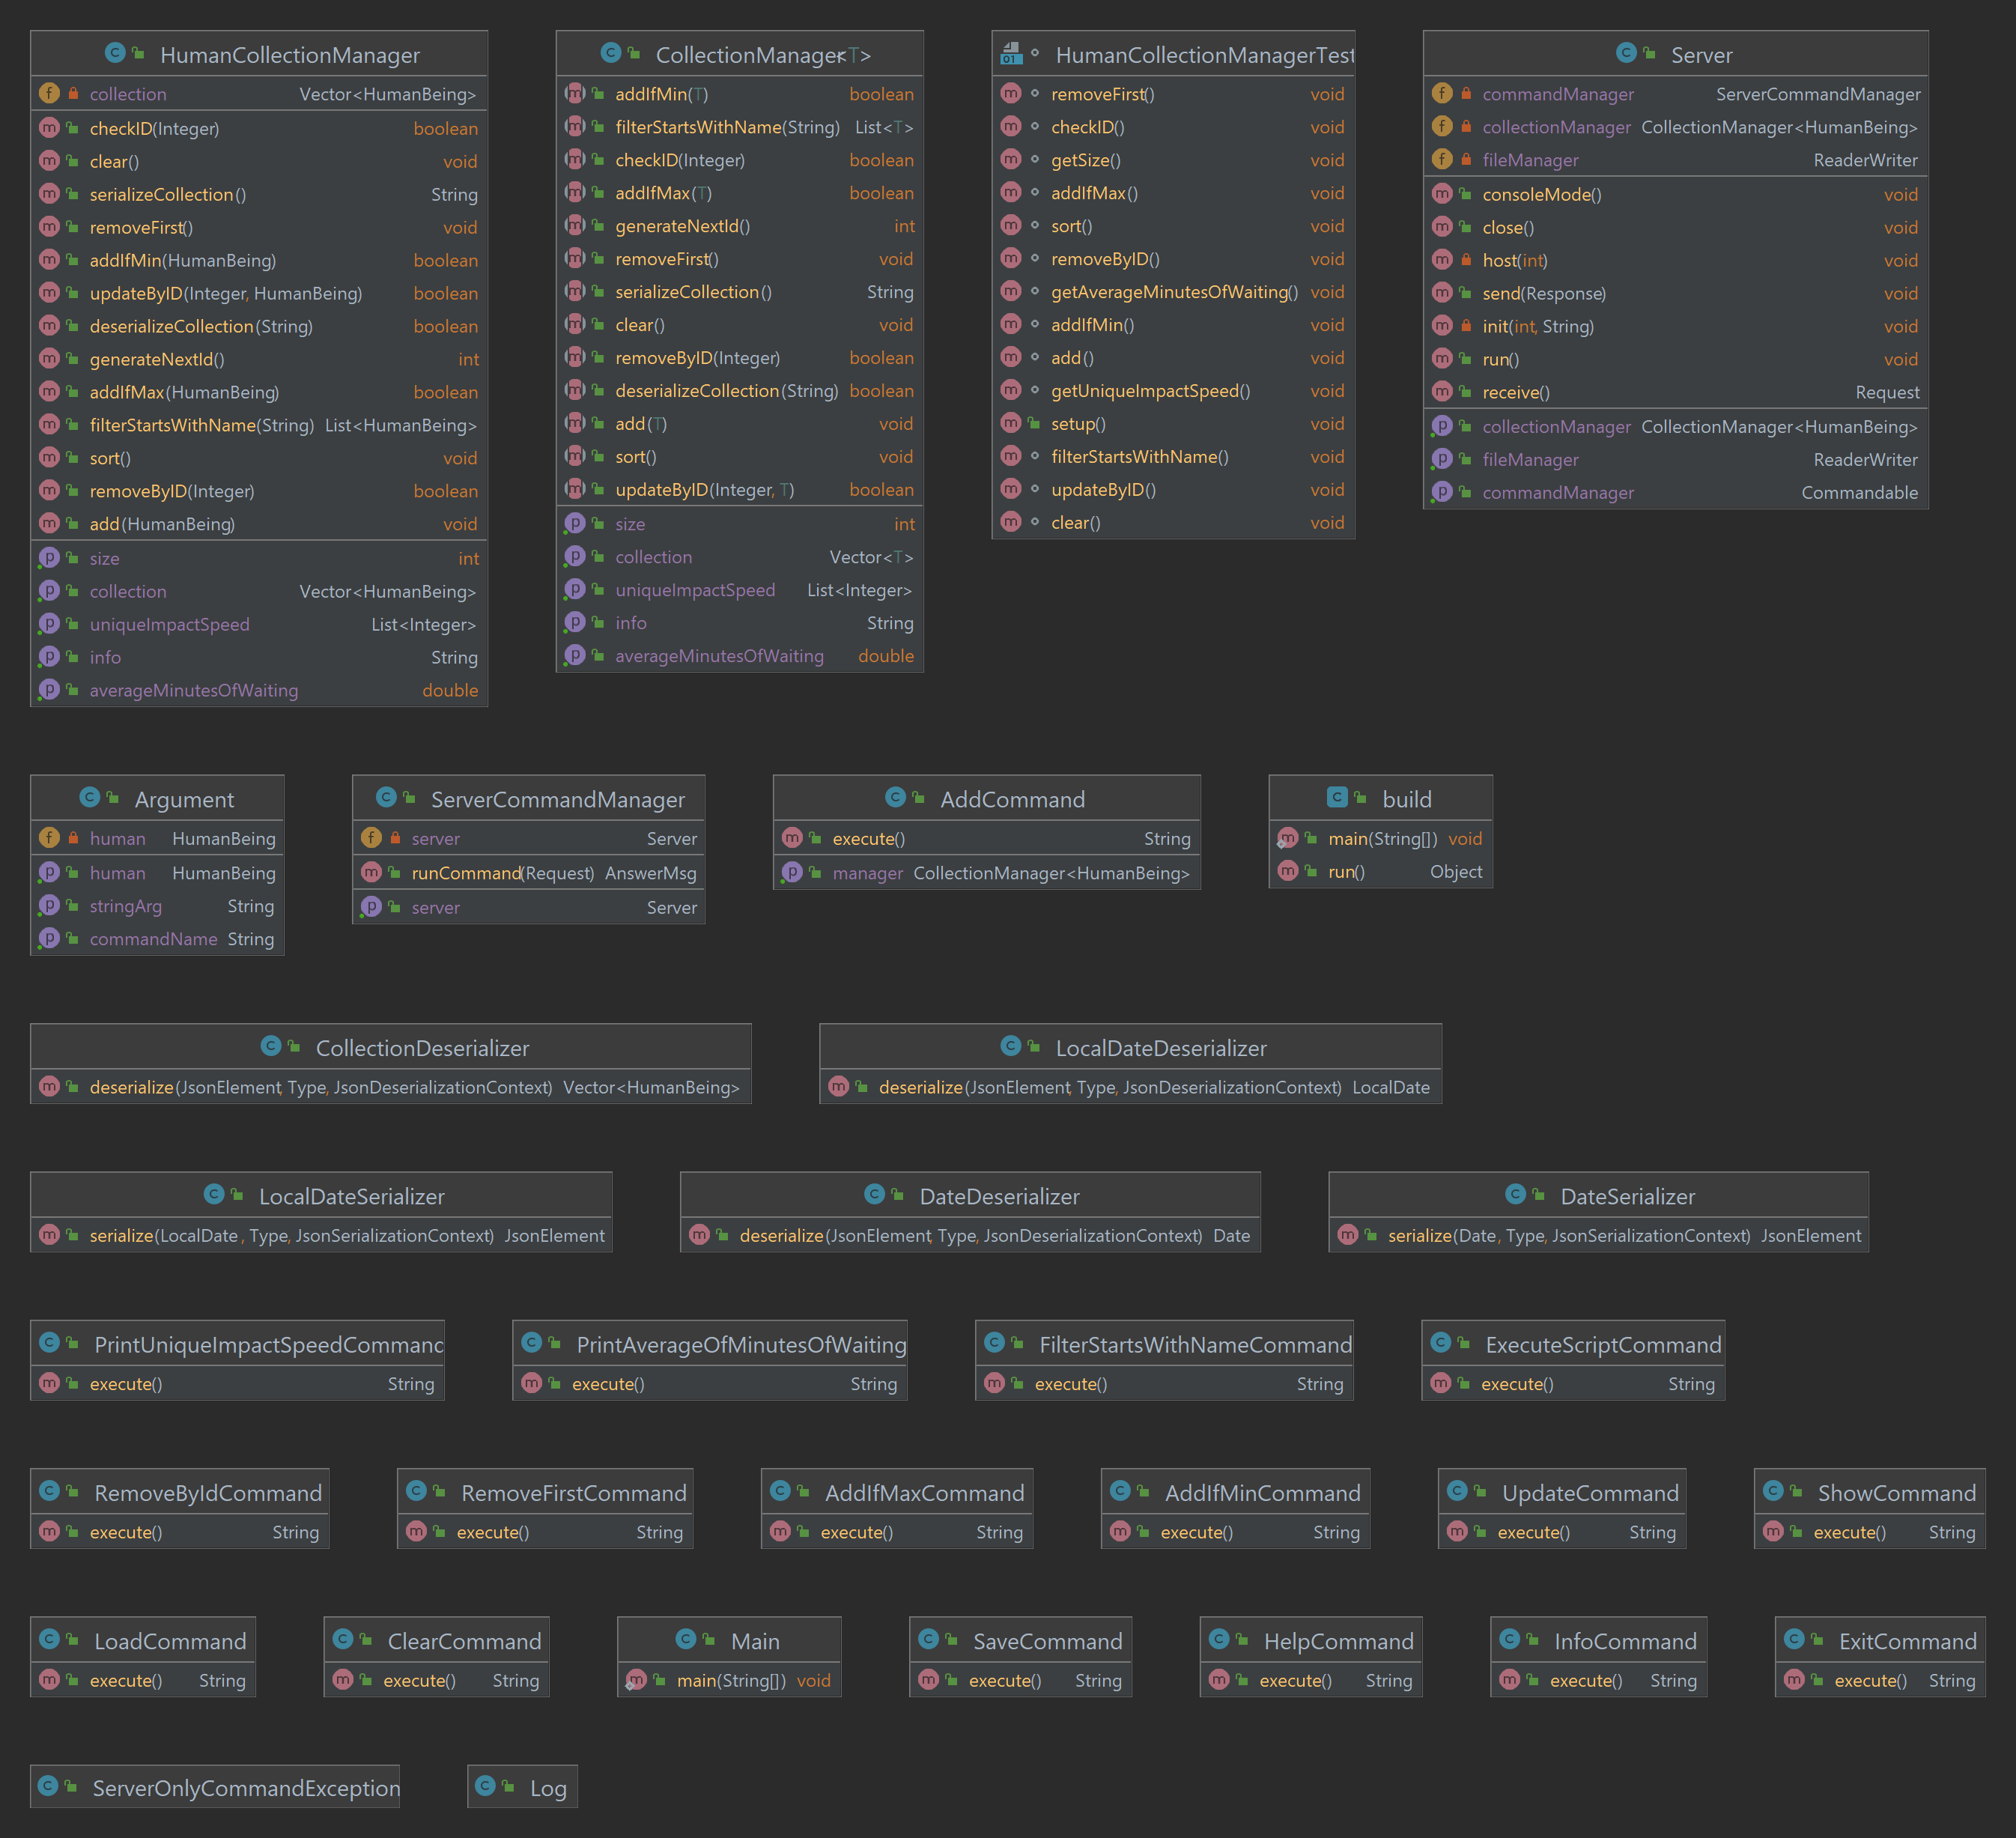 HumanCollectionManager
collection Vector<HumanBeing>
checkID(Integer) boolean
clear() void
serializeCollection() String
removeFirst() void
addIfMin(HumanBeing) boolean
updateByID(Integer, HumanBeing) boolean
deserializeCollection(String) boolean
generateNextId() int
addIfMax(HumanBeing) boolean
filterStartsWithName(String) List<HumanBeing>
sort() void
removeByID(Integer) boolean
add(HumanBeing) void
size int
collection Vector<HumanBeing>
uniqueImpactSpeed List<Integer>
info String
averageMinutesOfWaiting double
CollectionManager<T>
addIfMin(T) boolean
filterStartsWithName(String) List<T>
checkID(Integer) boolean
addIfMax(T) boolean
generateNextId() int
removeFirst() void
serializeCollection() String
clear() void
removeByID(Integer) boolean
deserializeCollection(String) boolean
add(T) void
sort() void
updateByID(Integer, T) boolean
size int
collection Vector<T>
uniqueImpactSpeed List<Integer>
info String
averageMinutesOfWaiting double
HumanCollectionManagerTest
removeFirst() void
checkID() void
getSize() void
addIfMax() void
sort() void
removeByID() void
getAverageMinutesOfWaiting() void
addIfMin() void
add() void
getUniqueImpactSpeed() void
setup() void
filterStartsWithName() void
updateByID() void
clear() void
Server
commandManager ServerCommandManager
collectionManager CollectionManager<HumanBeing>
fileManager ReaderWriter
consoleMode() void
close() void
host(int) void
send(Response) void
init(int, String) void
run() void
receive() Request
collectionManager CollectionManager<HumanBeing>
fileManager ReaderWriter
commandManager Commandable
Argument
human HumanBeing
human HumanBeing
stringArg String
commandName String
ServerCommandManager
server Server
runCommand(Request) AnswerMsg
server Server
AddCommand
execute() String
manager CollectionManager<HumanBeing>
build
main(String[]) void
run() Object
CollectionDeserializer
deserialize(JsonElement, Type, JsonDeserializationContext) Vector<HumanBeing>
LocalDateDeserializer
deserialize(JsonElement, Type, JsonDeserializationContext) LocalDate
LocalDateSerializer
serialize(LocalDate, Type, JsonSerializationContext) JsonElement
DateDeserializer
deserialize(JsonElement, Type, JsonDeserializationContext) Date
DateSerializer
serialize(Date, Type, JsonSerializationContext) JsonElement
PrintUniqueImpactSpeedCommand
execute() String
PrintAverageOfMinutesOfWaiting
execute() String
FilterStartsWithNameCommand
execute() String
ExecuteScriptCommand
execute() String
RemoveByIdCommand
execute() String
RemoveFirstCommand
execute() String
AddIfMaxCommand
execute() String
AddIfMinCommand
execute() String
UpdateCommand
execute() String
ShowCommand
execute() String
LoadCommand
execute() String
ClearCommand
execute() String
Main
main(String[]) void
SaveCommand
execute() String
HelpCommand
execute() String
InfoCommand
execute() String
ExitCommand
execute() String
ServerOnlyCommandException
Log